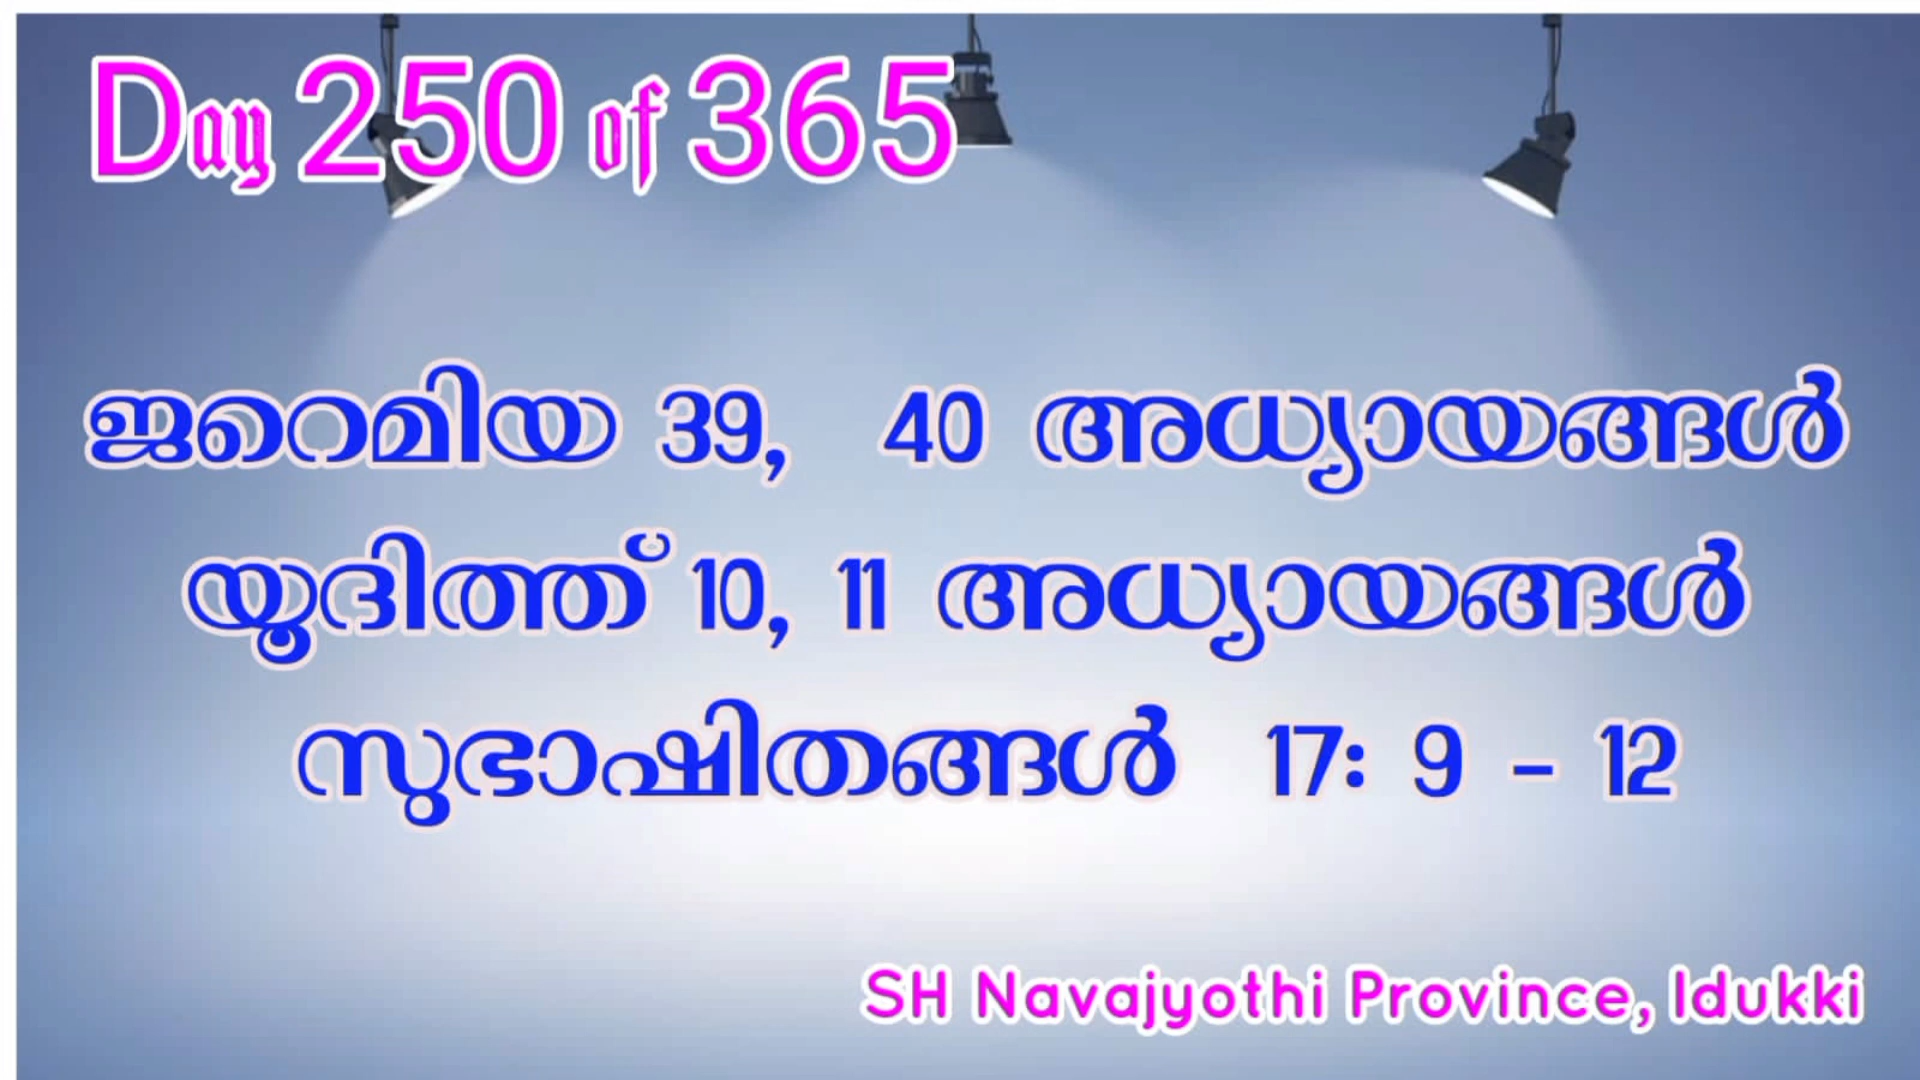 Day 250 of 365
ജറെമിയ 39, 40 അധ്യായങ്ങൾ
യൂദിത്ത് 10, 11 അധ്യായങ്ങൾ
സുഭാഷിതങ്ങൾ 17: 9 - 12
SH Navajyothi Province, Idukki